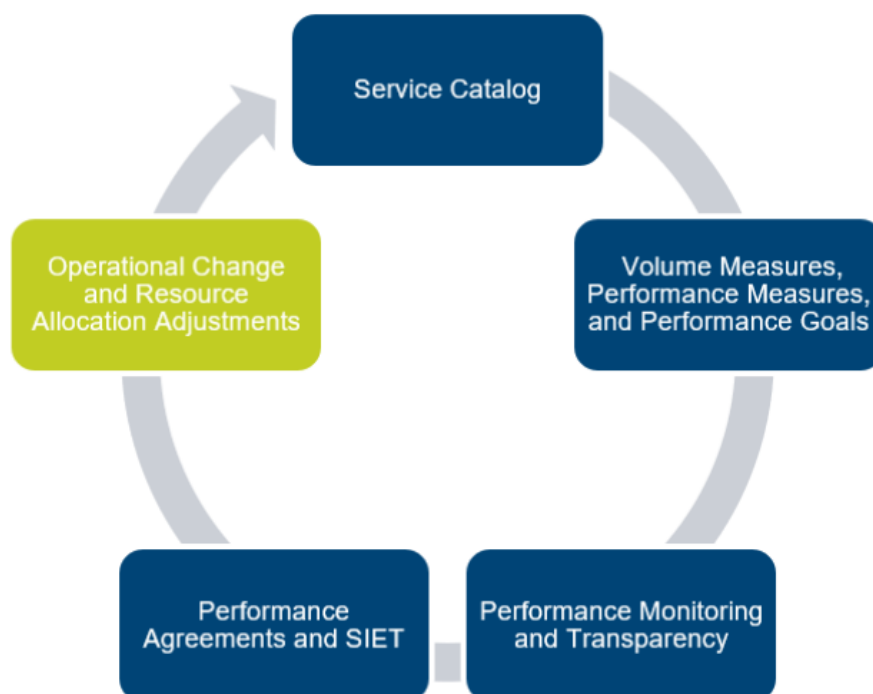 Service Catalog
Volume Measures,
Performance Measures,
and Performance Goals
Performance Monitoring
and Transparency
Performance
Agreements and SIET
Operational Change
and Resource
Allocation Adjustments